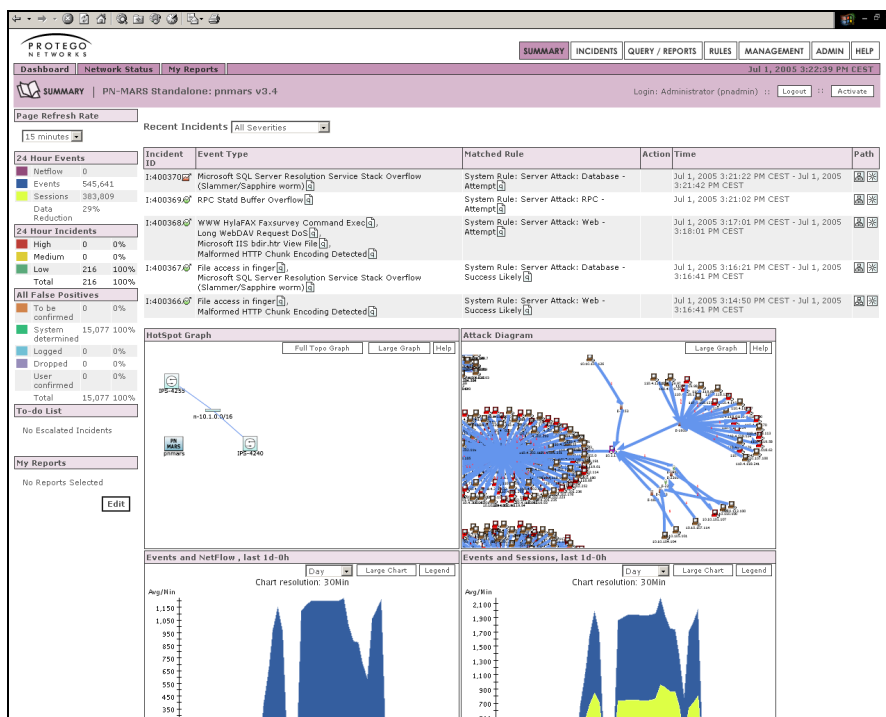 PROTEGO
NETWORKS
SUMMARY INCIDENTS QUERY / REPORTS RULES MANAGEMENT ADMIN HELP
Dashboard Network Status My Reports Jul 1, 2005 3:22:39 PM CEST
SUMMARY | PN-MARS Standalone: pnmars v3.4 Login: Administrator (pnadmin) :: Logout :: Activate
Page Refresh Rate
15 minutes
24 Hour Events
Netflow 0
Events 545,641
Sessions 383,809
Data Reduction 29%
24 Hour Incidents
High 0 0%
Medium 0 0%
Low 216 100%
Total 216 100%
All False Positives
To be confirmed 0 0%
System determined 15,077 100%
Logged 0 0%
Dropped 0 0%
User confirmed 0 0%
Total 15,077 100%
To-do List
No Escalated Incidents
My Reports
No Reports Selected
Edit
Recent Incidents All Severities
Incident ID Event Type Matched Rule Action Time Path
I:400370 Microsoft SQL Server Resolution Service Stack Overflow (Slammer/Sapphire worm) q System Rule: Server Attack: Database - Attempt q Jul 1, 2005 3:21:22 PM CEST - Jul 1, 2005 3:21:42 PM CEST
I:400369 RPC Statd Buffer Overflow q System Rule: Server Attack: RPC - Attempt q Jul 1, 2005 3:21:02 PM CEST
I:400368 WWW HylaFAX Faxsurvey Command Exec q,
Long WebDAV Request DoS q,
Microsoft IIS bdir.htr View File q,
Malformed HTTP Chunk Encoding Detected q
System Rule: Server Attack: Web - Attempt q Jul 1, 2005 3:17:01 PM CEST - Jul 1, 2005 3:18:01 PM CEST
I:400367 File access in finger q,
Microsoft SQL Server Resolution Service Stack Overflow (Slammer/Sapphire worm) q
System Rule: Server Attack: Database - Success Likely q Jul 1, 2005 3:16:21 PM CEST - Jul 1, 2005 3:16:41 PM CEST
I:400366 File access in finger q,
Malformed HTTP Chunk Encoding Detected q
System Rule: Server Attack: Web - Success Likely q Jul 1, 2005 3:14:50 PM CEST - Jul 1, 2005 3:16:41 PM CEST
HotSpot Graph
Full Topo Graph Large Graph Help
IPS-4255
n-10.1.0.0/16
PN MARS
pnmars
IPS-4240
Attack Diagram
Large Graph Help
Events and NetFlow , last 1d-0h
Day Large Chart Legend
Chart resolution: 30Min
Avg/Min
1,150
1,050
950
850
750
650
550
450
350
Events and Sessions, last 1d-0h
Day Large Chart Legend
Chart resolution: 30Min
Avg/Min
2,100
1,900
1,700
1,500
1,300
1,100
900
700